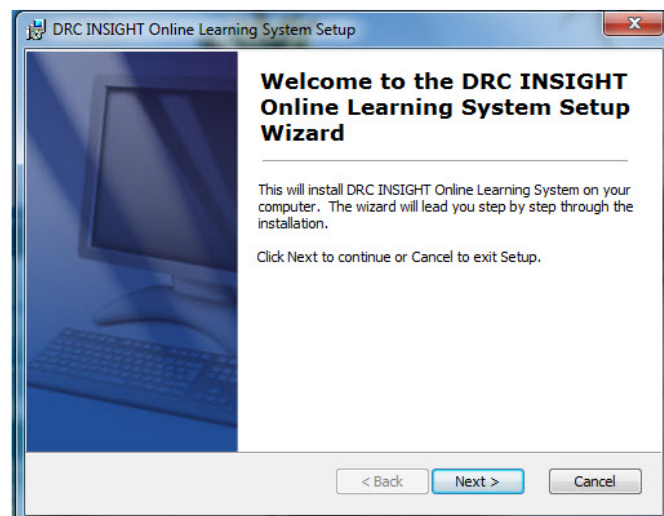 DRC INSIGHT Online Learning System Setup
Welcome to the DRC INSIGHT
Online Learning System Setup
Wizard
This will install DRC INSIGHT Online Learning System on your
computer. The wizard will lead you step by step through the
installation.
Click Next to continue or Cancel to exit Setup.
< Back Next > Cancel